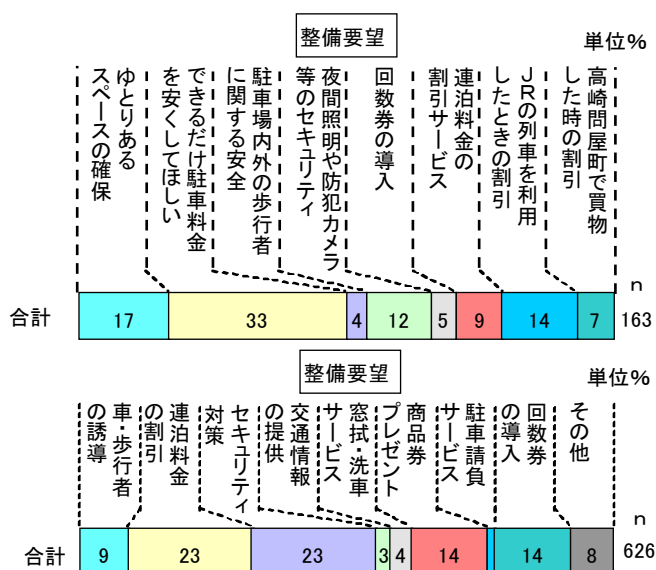 整備要望
単位%
ゆとりある
スペースの確保
できるだけ駐車料金
を安くしてほしい
駐車場内外の歩行者
に関する安全
夜間照明や防犯カメラ
等のセキュリティ
回数券の導入
連泊料金の
割引サービス
ＪＲの列車を利用
したときの割引
高崎問屋町で買物
した時の割引
n
合計 17 33 4 12 5 9 14 7 163
整備要望
単位%
車・歩行者
の誘導
連泊料金
の割引
セキュリティ
対策
交通情報
の提供
窓拭・洗車
サービス
商品券
プレゼント
駐車請負
サービス
回数券
の導入
その他
n
合計 9 23 23 3 4 14 14 8 626